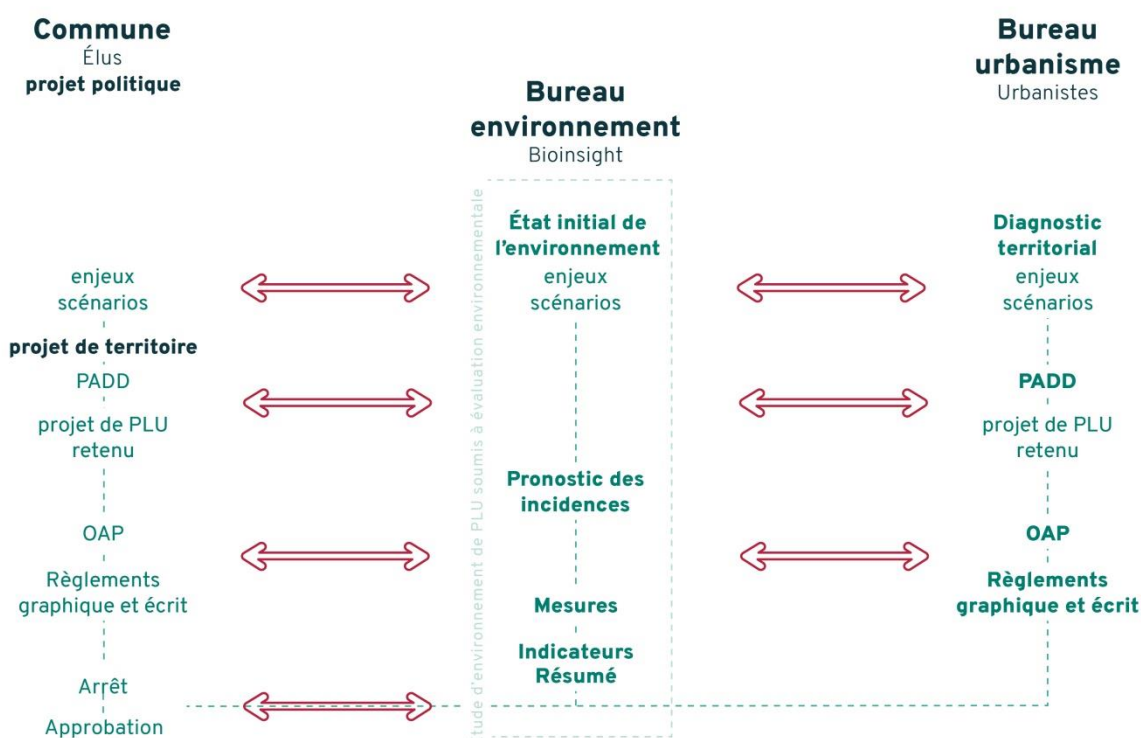 Commune
Élus
projet politique
enjeux
scénarios
projet de territoire
PADD
projet de PLU
retenu
OAP
Règlements
graphique et écrit
Arrêt
Approbation
Bureau
environnement
Bioinsight
tude d'environnement de PLU soumis à évaluation environnementale
État initial de
l'environnement
enjeux
scénarios
Pronostic des
incidences
Mesures
Indicateurs
Résumé
Bureau
urbanisme
Urbanistes
Diagnostic
territorial
enjeux
scénarios
PADD
projet de PLU
retenu
OAP
Règlements
graphique et écrit